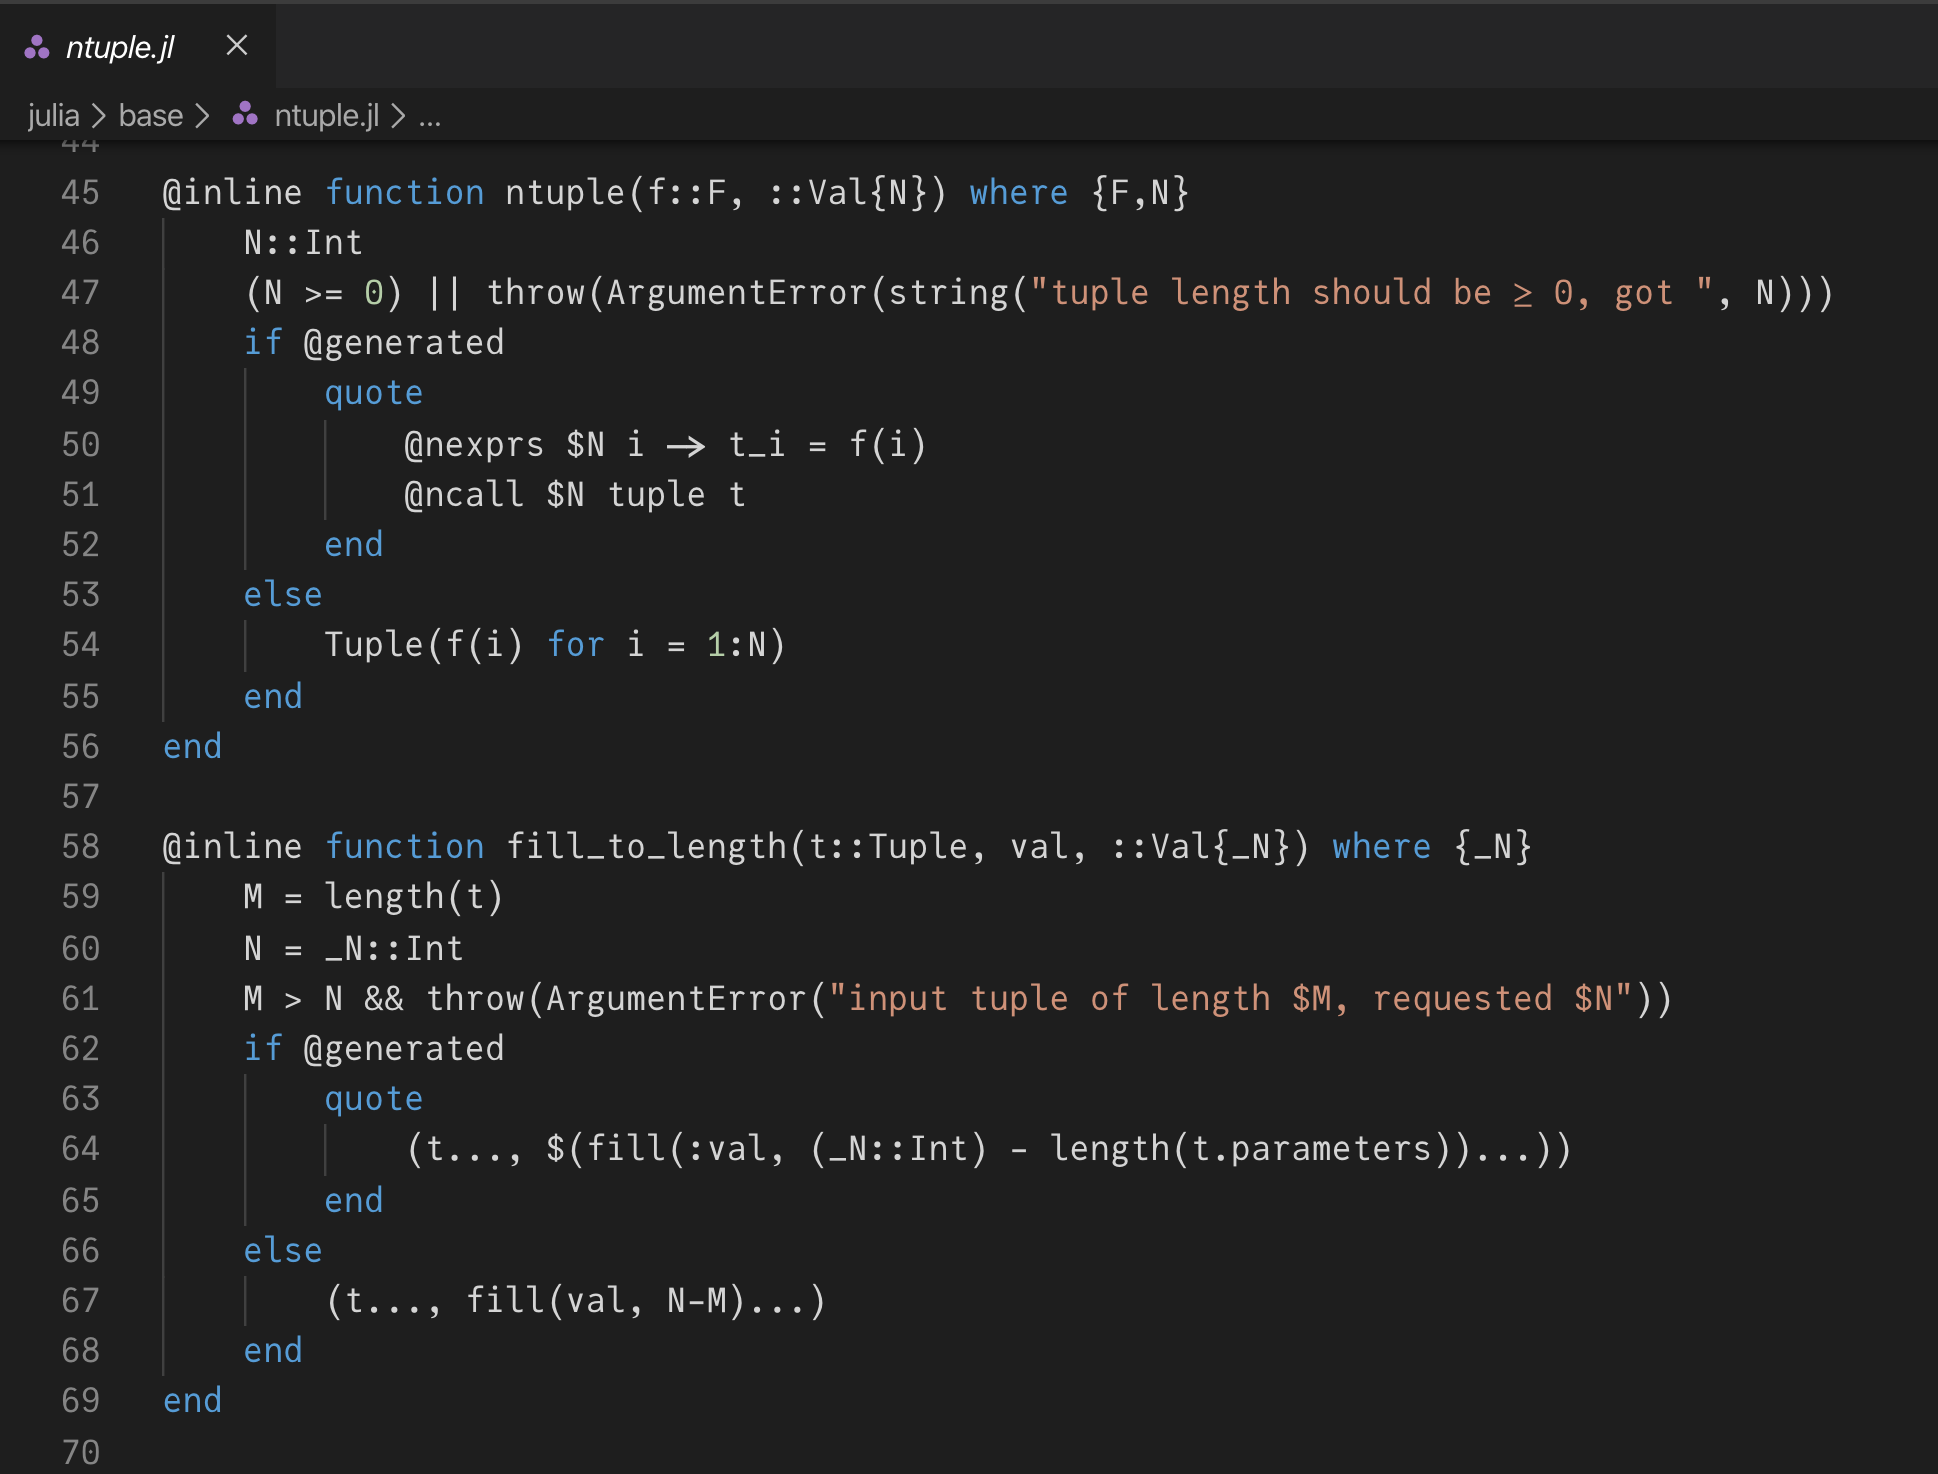 ntuple.jl ×
julia > base > ntuple.jl > ...
44
45 @inline function ntuple(f::F, ::Val{N}) where {F,N}
46     N::Int
47     (N >= 0) || throw(ArgumentError(string("tuple length should be ≥ 0, got ", N)))
48     if @generated
49         quote
50             @nexprs $N i -> t_i = f(i)
51             @ncall $N tuple t
52         end
53     else
54         Tuple(f(i) for i = 1:N)
55     end
56 end
57
58 @inline function fill_to_length(t::Tuple, val, ::Val{_N}) where {_N}
59     M = length(t)
60     N = _N::Int
61     M > N && throw(ArgumentError("input tuple of length $M, requested $N"))
62     if @generated
63         quote
64             (t..., $(fill(:val, (_N::Int) - length(t.parameters))...))
65         end
66     else
67         (t..., fill(val, N-M)...)
68     end
69 end
70